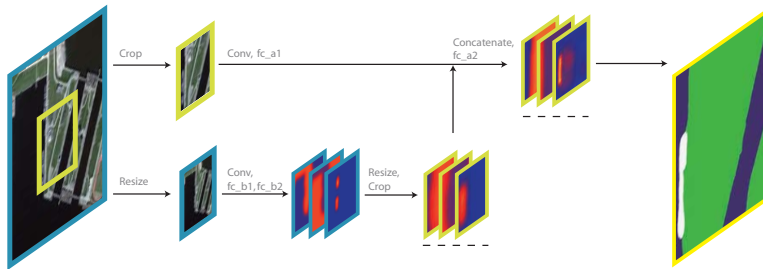 Crop
Conv, fc_a1
Concatenate,
fc_a2
Resize
Conv,
fc_b1,fc_b2
Resize,
Crop